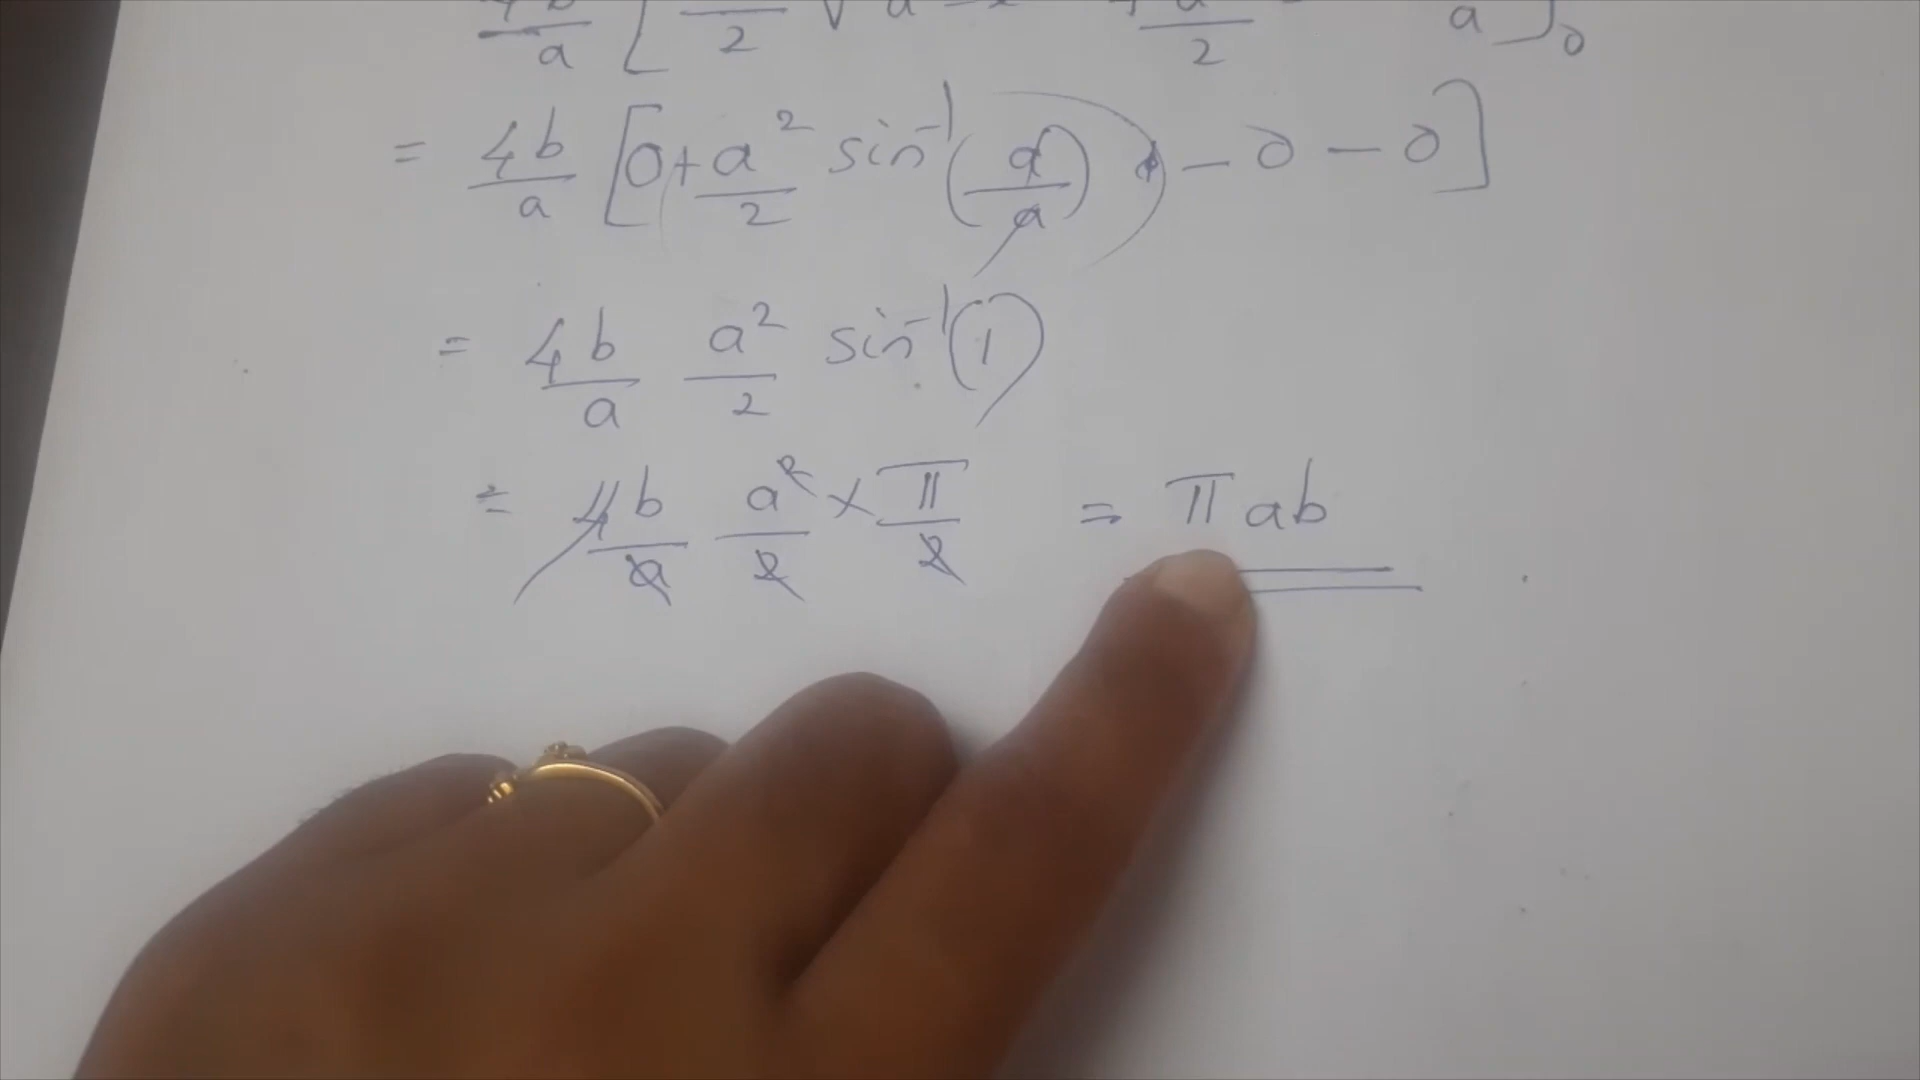 = 4b/a [0 + a²/2 sin⁻¹(a/a) - 0 - 0]
= 4b/a a²/2 sin⁻¹(1)
= 4b/a a²/2 × π/2 = πab